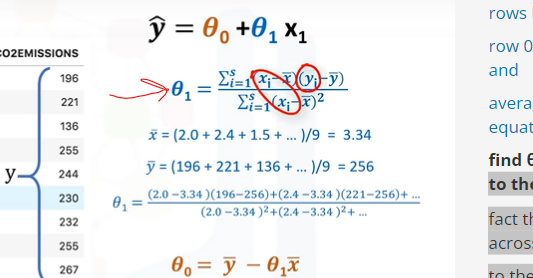 ŷ = θ₀ +θ₁ x₁
CO2EMISSIONS
196
221
136
255
244
230
232
255
267
y
θ₁ = Σˢᵢ₌₁(xᵢ-x̄)(yᵢ-ȳ) / Σˢᵢ₌₁(xᵢ-x̄)²
x̄ = (2.0 + 2.4 + 1.5 + ... )/9 = 3.34
ȳ = (196 + 221 + 136 + ... )/9 = 256
θ₁ = (2.0 −3.34 )(196−256)+(2.4 −3.34 )(221−256)+ ... / (2.0 −3.34 )²+(2.4 −3.34 )²+ ...
θ₀ = ȳ − θ₁x̄
rows
row 0
and
equat
find
to the
fact th
to the